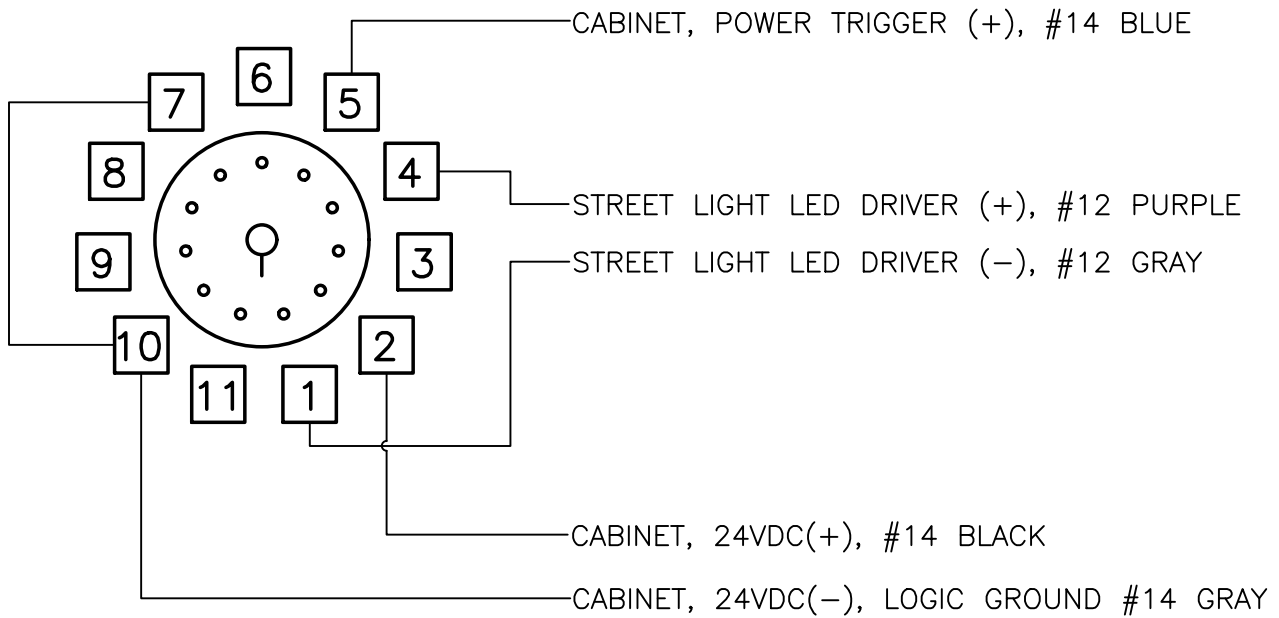 CABINET, POWER TRIGGER (+), #14 BLUE
6
7
5
8
4
STREET LIGHT LED DRIVER (+), #12 PURPLE
9
3
STREET LIGHT LED DRIVER (−), #12 GRAY
10
2
11
1
CABINET, 24VDC(+), #14 BLACK
CABINET, 24VDC(−), LOGIC GROUND #14 GRAY